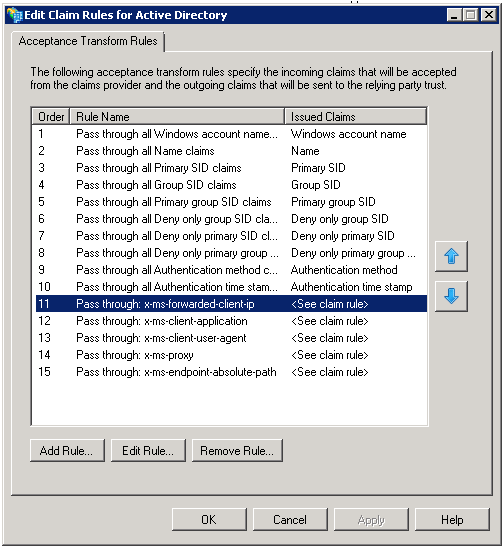 Edit Claim Rules for Active Directory
Acceptance Transform Rules
The following acceptance transform rules specify the incoming claims that will be accepted
from the claims provider and the outgoing claims that will be sent to the relying party trust.
Order Rule Name Issued Claims
1 Pass through all Windows account name... Windows account name
2 Pass through all Name claims Name
3 Pass through all Primary SID claims Primary SID
4 Pass through all Group SID claims Group SID
5 Pass through all Primary group SID claims Primary group SID
6 Pass through all Deny only group SID cla... Deny only group SID
7 Pass through all Deny only primary SID cl... Deny only primary SID
8 Pass through all Deny only primary group ... Deny only primary group SID
9 Pass through all Authentication method c... Authentication method
10 Pass through all Authentication time stam... Authentication time stamp
11 Pass through: x-ms-forwarded-client-ip <See claim rule>
12 Pass through: x-ms-client-application <See claim rule>
13 Pass through: x-ms-client-user-agent <See claim rule>
14 Pass through: x-ms-proxy <See claim rule>
15 Pass through: x-ms-endpoint-absolute-path <See claim rule>
Add Rule... Edit Rule... Remove Rule...
OK Cancel Apply Help